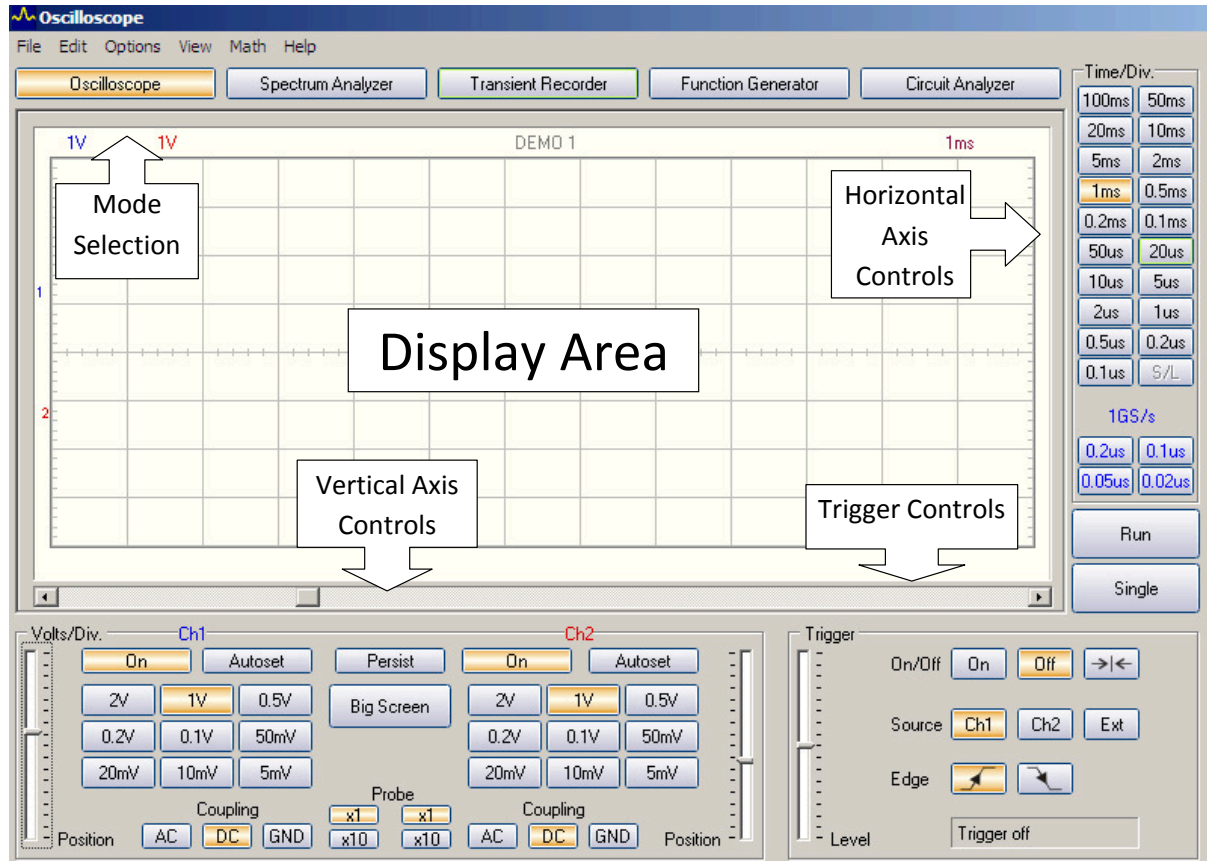 Oscilloscope
File Edit Options View Math Help
Oscilloscope Spectrum Analyzer Transient Recorder Function Generator Circuit Analyzer
1V 1V DEMO 1 1ms
Mode
Selection
Horizontal
Axis
Controls
1
Display Area
2
Vertical Axis
Controls
Trigger Controls
Time/Div.
100ms 50ms
20ms 10ms
5ms 2ms
1ms 0.5ms
0.2ms 0.1ms
50us 20us
10us 5us
2us 1us
0.5us 0.2us
0.1us S/L
1GS/s
0.2us 0.1us
0.05us 0.02us
Run
Single
Volts/Div. Ch1 Ch2
On Autoset Persist On Autoset
2V 1V 0.5V Big Screen 2V 1V 0.5V
0.2V 0.1V 50mV 0.2V 0.1V 50mV
20mV 10mV 5mV 20mV 10mV 5mV
Coupling Probe Coupling
x1 x1
Position AC DC GND x10 x10 AC DC GND Position
Trigger
On/Off On Off
Source Ch1 Ch2 Ext
Edge
Level Trigger off